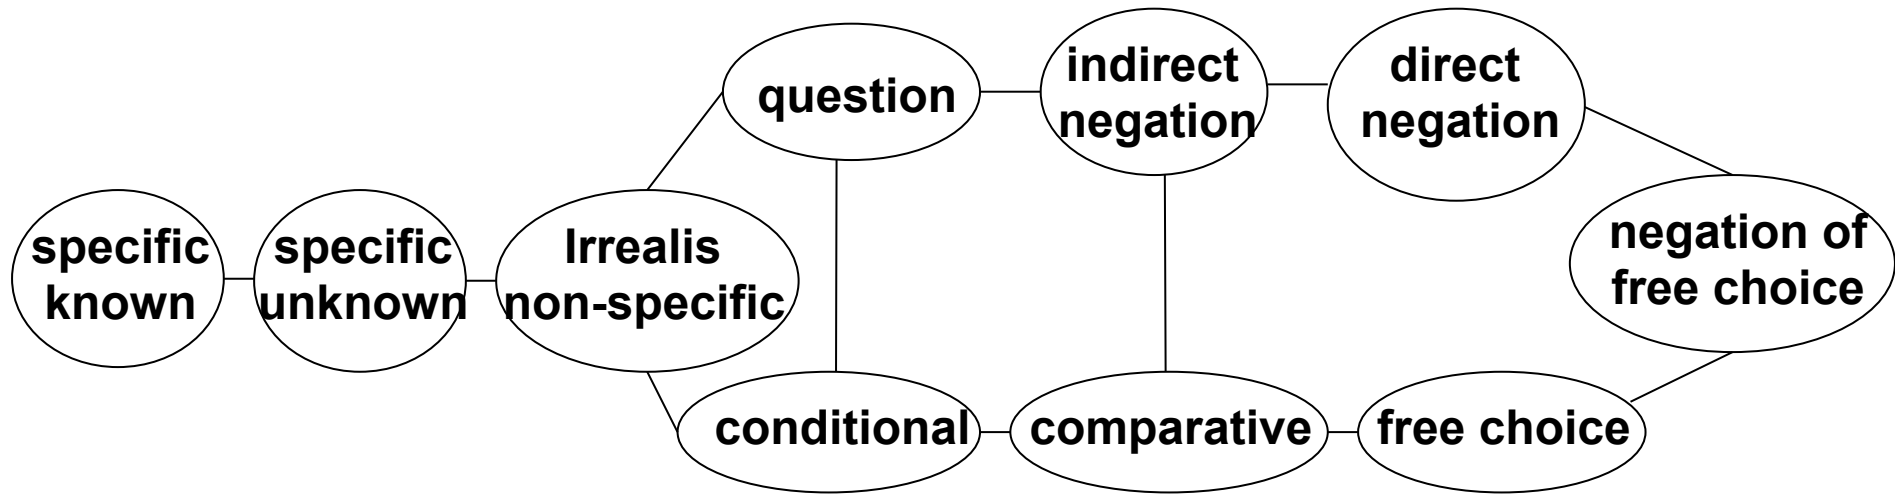 question
indirect
negation
direct
negation
specific
known
specific
unknown
Irrealis
non-specific
negation of
free choice
conditional
comparative
free choice